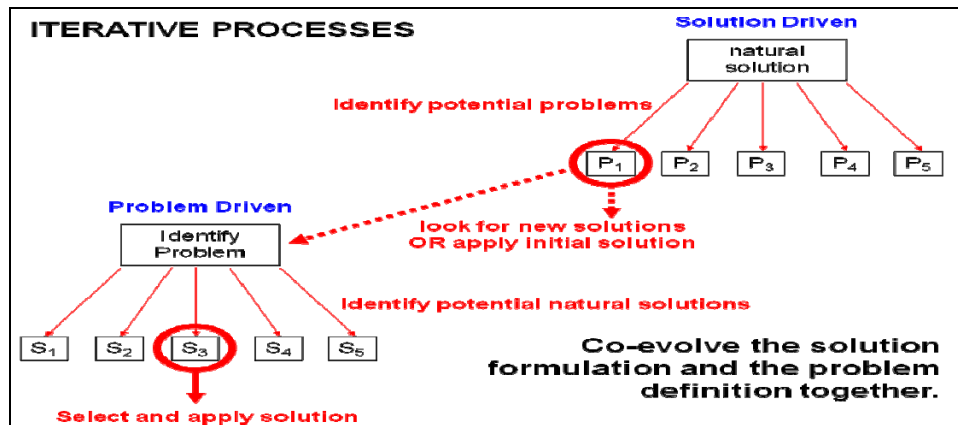 ITERATIVE PROCESSES
Solution Driven
natural
solution
Identify potential problems
P1
P2
P3
P4
P5
look for new solutions
OR apply initial solution
Problem Driven
Identify
Problem
Identify potential natural solutions
S1
S2
S3
S4
S5
Select and apply solution
Co-evolve the solution
formulation and the problem
definition together.